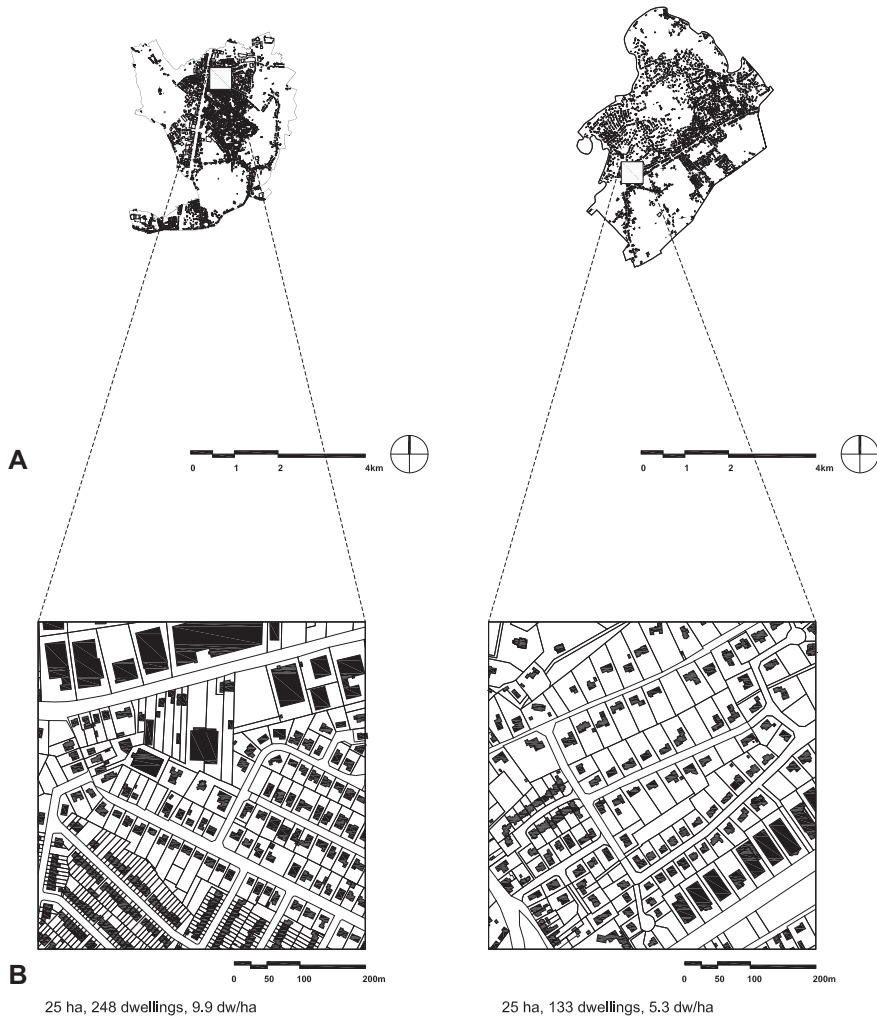 A
0 1 2 4km
0 1 2 4km
B
0 50 100 200m
0 50 100 200m
25 ha, 248 dwellings, 9.9 dw/ha
25 ha, 133 dwellings, 5.3 dw/ha